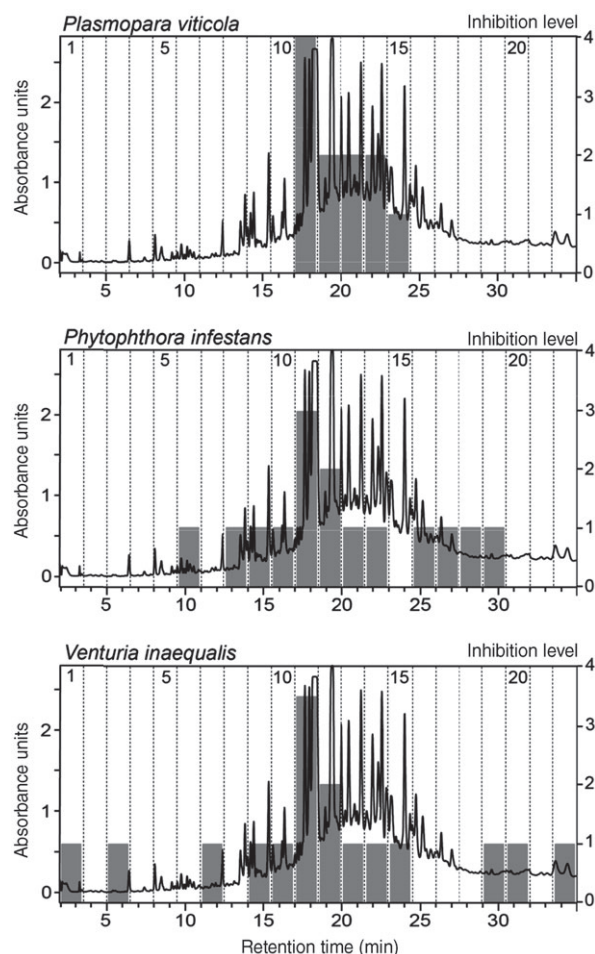 Plasmopara viticola Inhibition level
1 5 10 15 20 4
2 3
Absorbance units 2
1 1
0 0
5 10 15 20 25 30
Phytophthora infestans Inhibition level
1 5 10 15 20 4
2 3
Absorbance units 2
1 1
0 0
5 10 15 20 25 30
Venturia inaequalis Inhibition level
1 5 10 15 20 4
2 3
Absorbance units 2
1 1
0 0
5 10 15 20 25 30
Retention time (min)